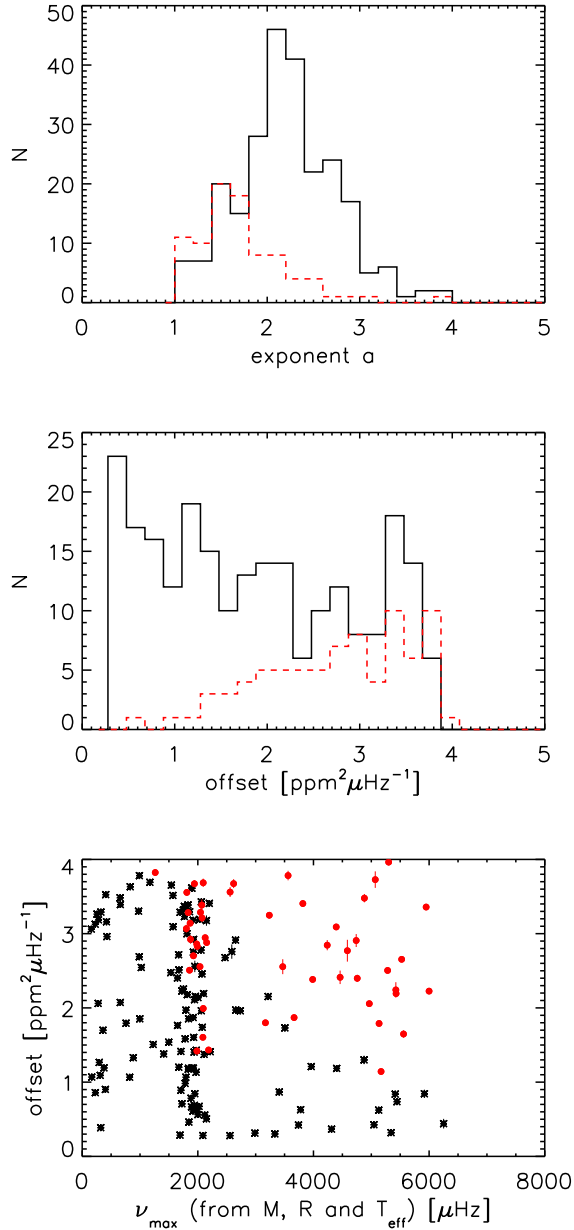 50
40
30
20
10
0
N
0 1 2 3 4 5
exponent a
25
20
15
10
5
0
N
0 1 2 3 4 5
offset [ppm²μHz⁻¹]
4
3
2
1
0
offset [ppm²μHz⁻¹]
0 2000 4000 6000 8000
ν_max (from M, R and T_eff) [μHz]